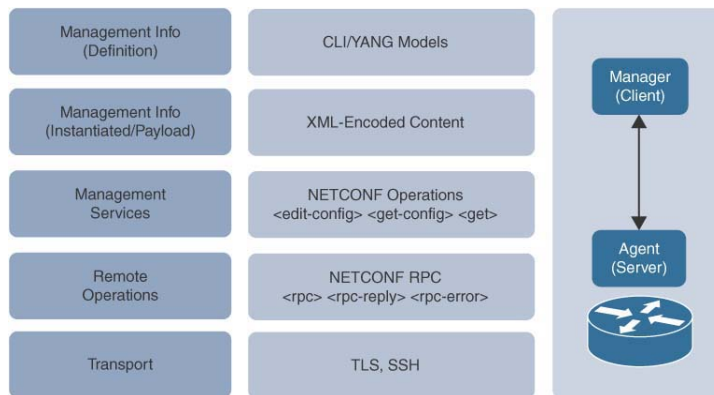 Management Info
(Definition)
CLI/YANG Models
Management Info
(Instantiated/Payload)
XML-Encoded Content
Management
Services
NETCONF Operations
<edit-config> <get-config> <get>
Remote
Operations
NETCONF RPC
<rpc> <rpc-reply> <rpc-error>
Transport
TLS, SSH
Manager
(Client)
Agent
(Server)